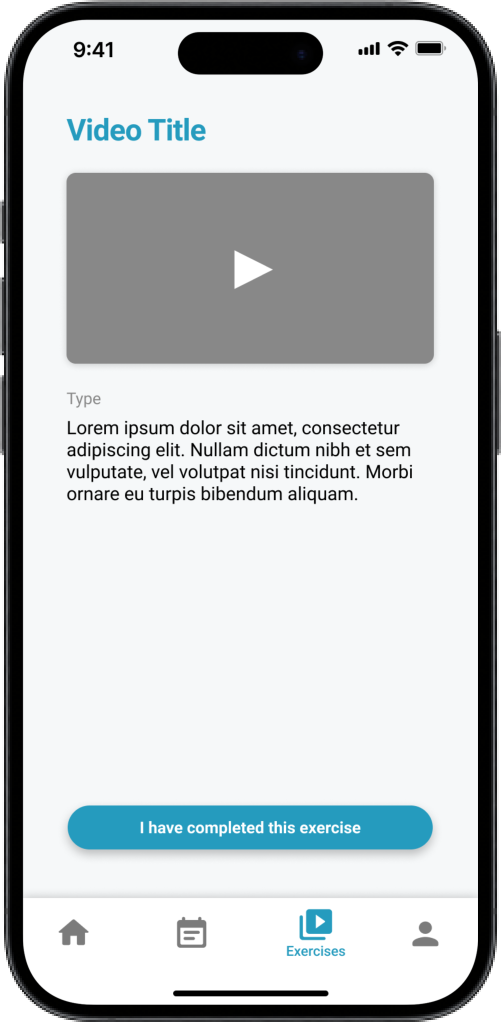 9:41
Video Title
Type
Lorem ipsum dolor sit amet, consectetur
adipiscing elit. Nullam dictum nibh et sem
vulputate, vel volutpat nisi tincidunt. Morbi
ornare eu turpis bibendum aliquam.
I have completed this exercise
Exercises